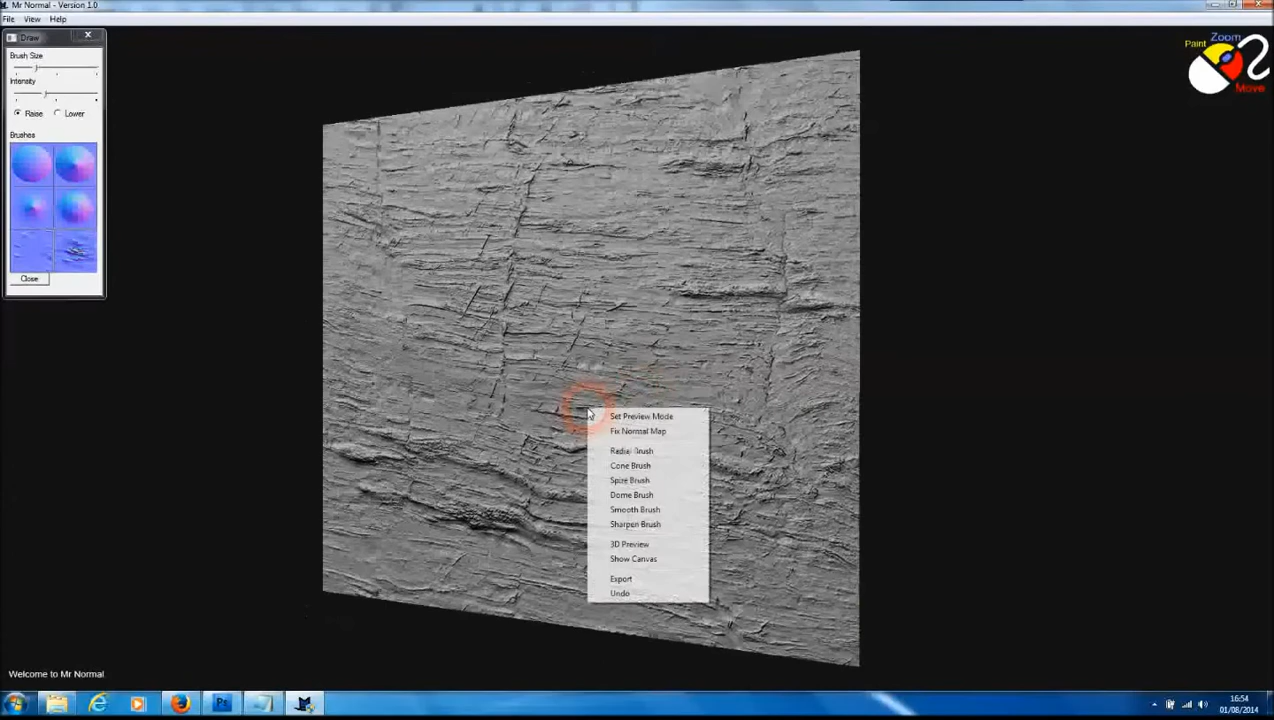 Mr Normal - Version 1.0
File View Help
Draw
Brush Size
Intensity
Raise Lower
Brushes
Close
Paint
Zoom
Move
Set Preview Mode
Fix Normal Map
Radial Brush
Cone Brush
Spire Brush
Dome Brush
Smooth Brush
Sharpen Brush
3D Preview
Show Canvas
Export
Undo
Welcome to Mr Normal
Ps
16:54
01/08/2014